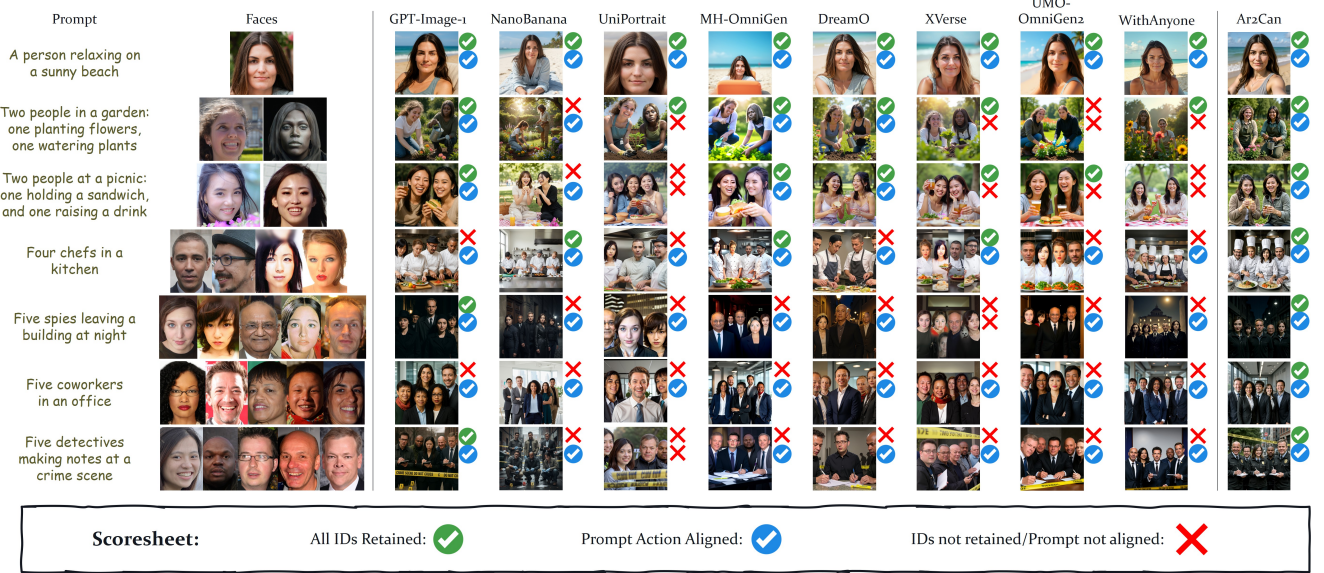 Prompt
Faces
GPT-Image-1
NanoBanana
UniPortrait
MH-OmniGen
DreamO
XVerse
UMO-
OmniGen2
WithAnyone
Ar2Can
A person relaxing on
a sunny beach
Two people in a garden:
one planting flowers,
one watering plants
Two people at a picnic:
one holding a sandwich,
and one raising a drink
Four chefs in a
kitchen
Five spies leaving a
building at night
Five coworkers
in an office
Five detectives
making notes at a
crime scene
Scoresheet:
All IDs Retained:
Prompt Action Aligned:
IDs not retained/Prompt not aligned: